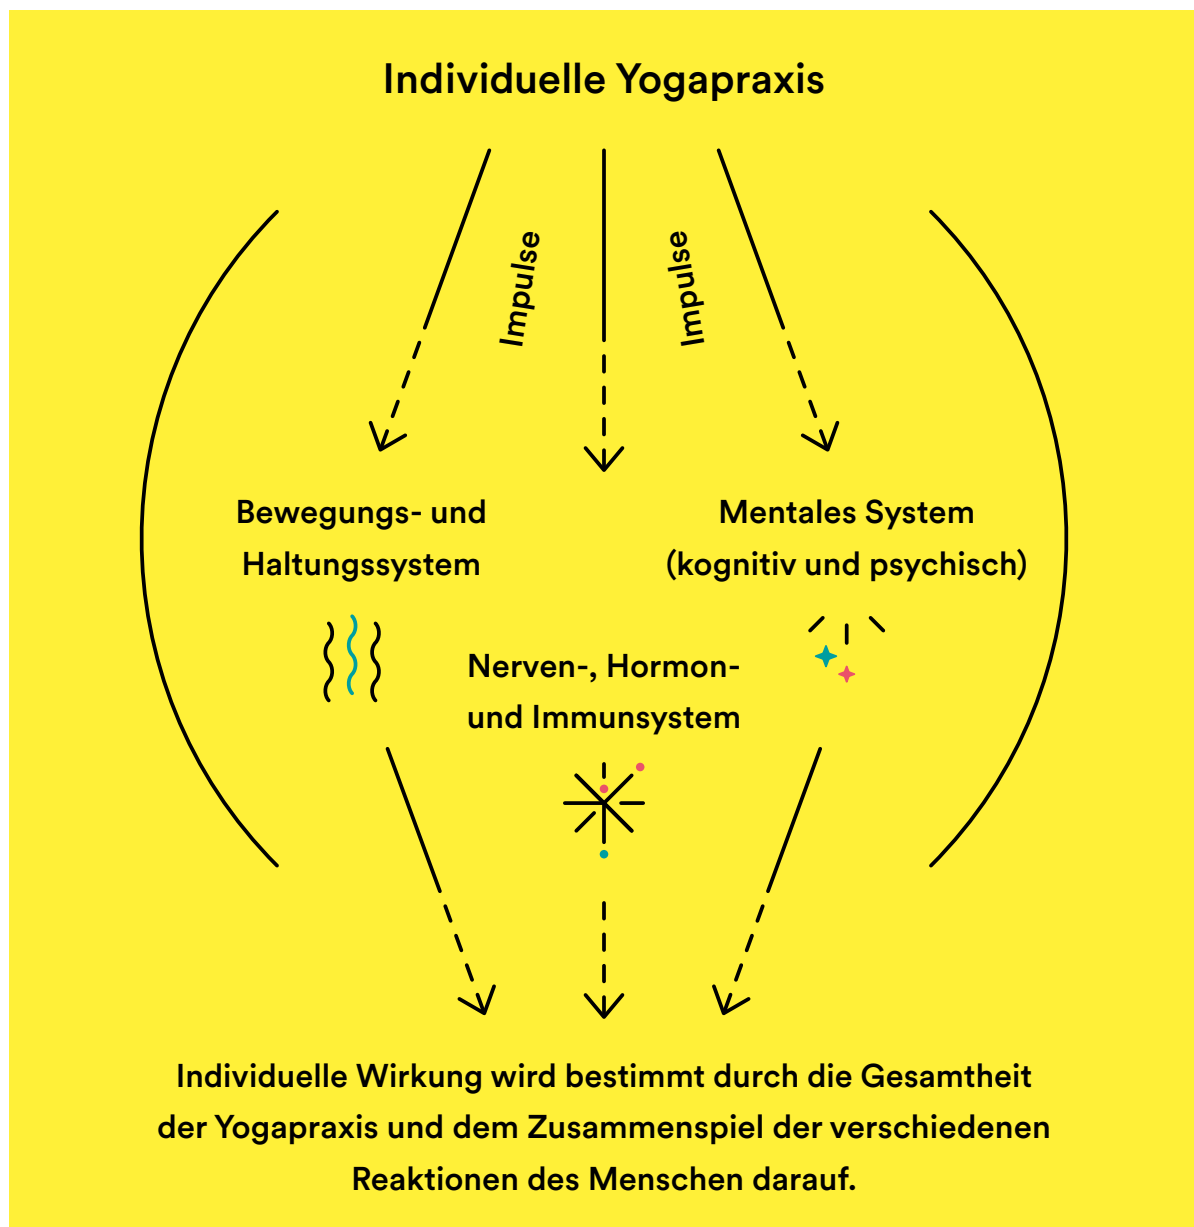 Individuelle Yogapraxis
Impulse
Impulse
Bewegungs- und
Haltungssystem
Mentales System
(kognitiv und psychisch)
Nerven-, Hormon-
und Immunsystem
Individuelle Wirkung wird bestimmt durch die Gesamtheit
der Yogapraxis und dem Zusammenspiel der verschiedenen
Reaktionen des Menschen darauf.